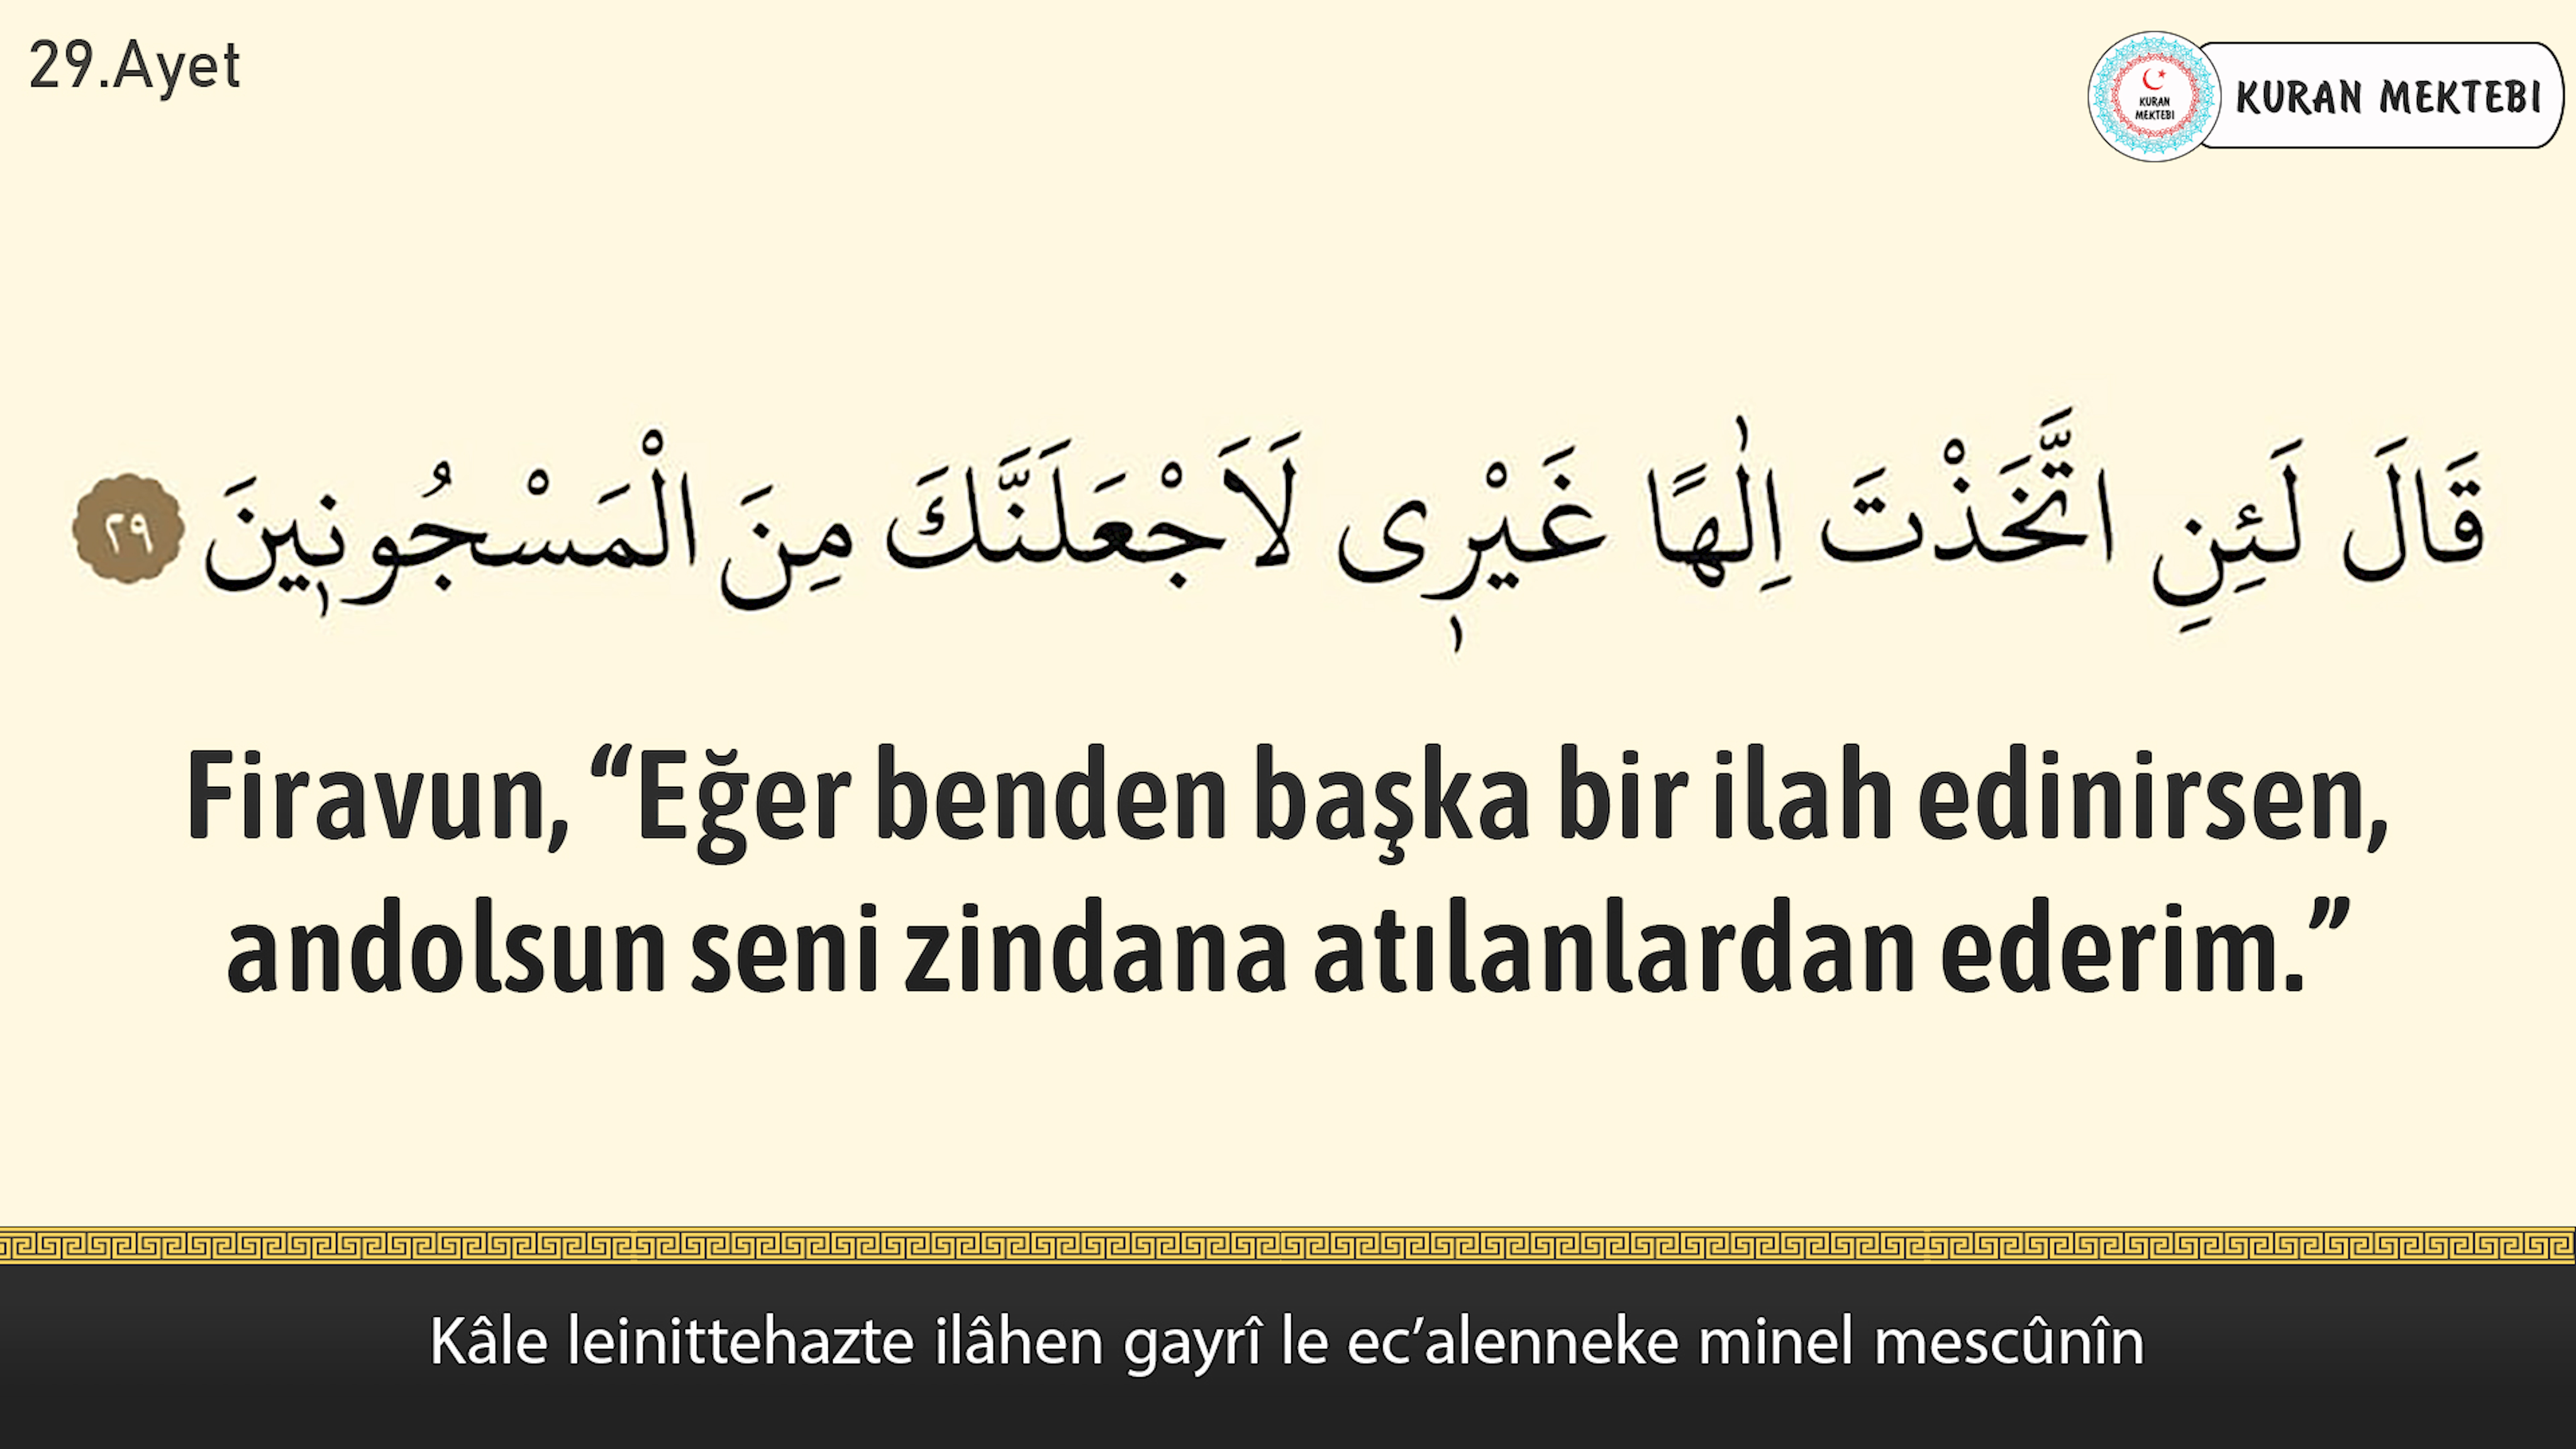 29.Ayet
KURAN
MEKTEBI
KURAN MEKTEBI
قَالَ لَئِنِ اتَّخَذْتَ اِلٰهًا غَيْرٖى لَاَجْعَلَنَّكَ مِنَ الْمَسْجُونٖينَ ٢٩
Firavun, “Eğer benden başka bir ilah edinirsen,
andolsun seni zindana atılanlardan ederim.”
Kâle leinittehazte ilâhen gayrî le ec’alenneke minel mescûnîn